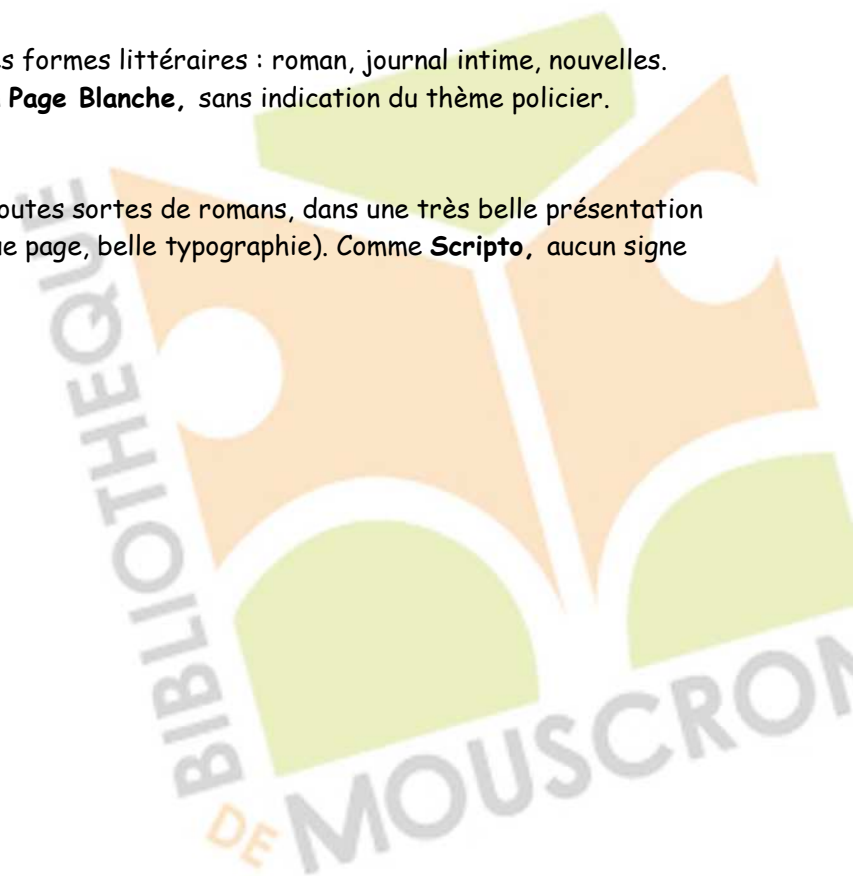 s formes littéraires : roman, journal intime, nouvelles.
Page Blanche, sans indication du thème policier.
outes sortes de romans, dans une très belle présentation
e page, belle typographie). Comme Scripto, aucun signe
BIBLIOTHEQUE
DE MOUSCRON